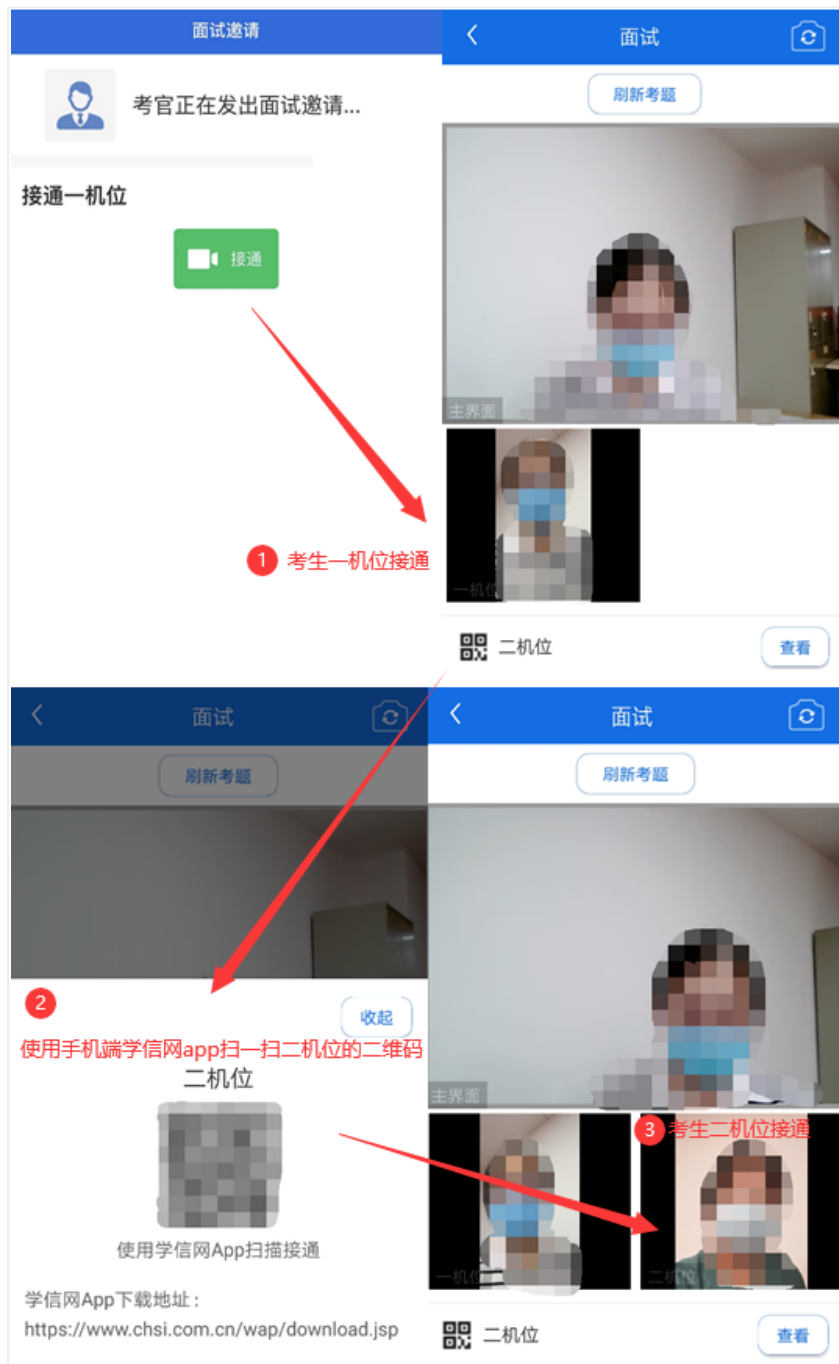 面试邀请
考官正在发出面试邀请...
接通一机位
接通
1 考生一机位接通
面试
刷新考题
主界面
一机位
二机位
查看
面试
刷新考题
2
收起
使用手机端学信网app扫一扫二机位的二维码
二机位
使用学信网App扫描接通
学信网App下载地址：
https://www.chsi.com.cn/wap/download.jsp
面试
刷新考题
主界面
3 考生二机位接通
一机位
二机位
二机位
查看